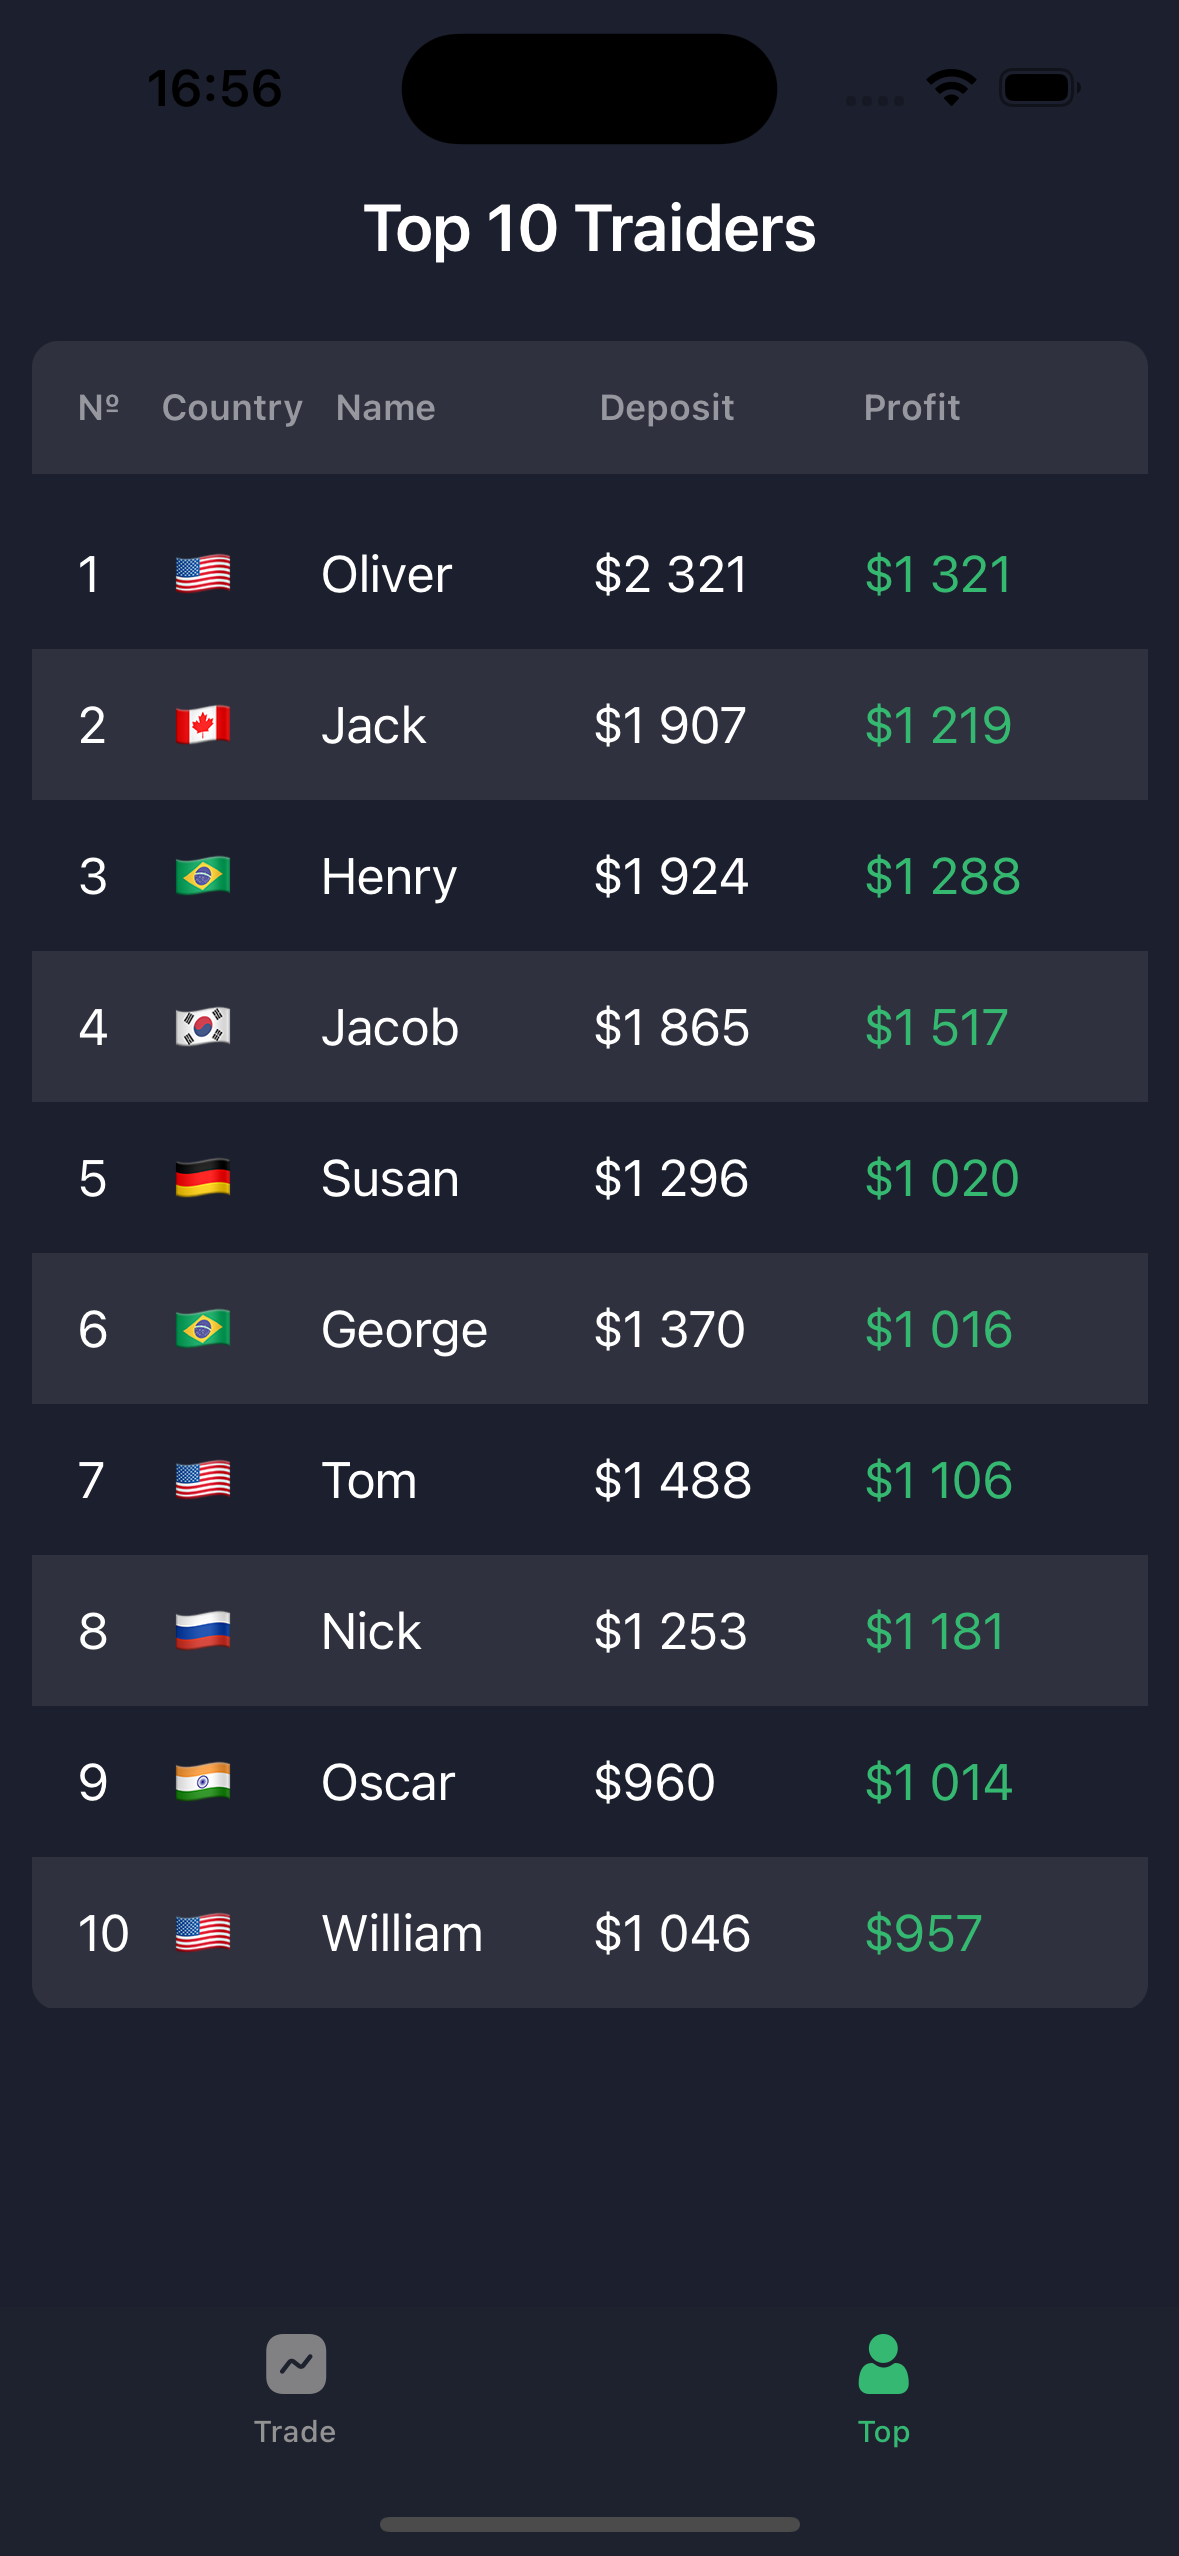 16:56
Top 10 Traiders
Nº Country Name Deposit Profit
1 Oliver $2 321 $1 321
2 Jack $1 907 $1 219
3 Henry $1 924 $1 288
4 Jacob $1 865 $1 517
5 Susan $1 296 $1 020
6 George $1 370 $1 016
7 Tom $1 488 $1 106
8 Nick $1 253 $1 181
9 Oscar $960 $1 014
10 William $1 046 $957
Trade Top